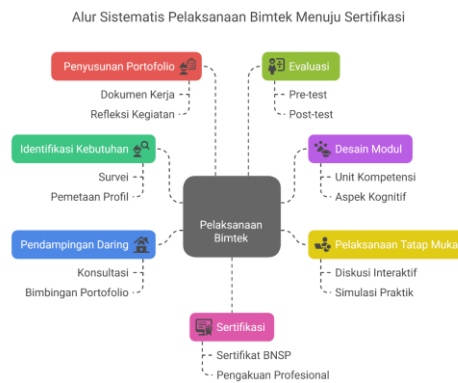 Alur Sistematis Pelaksanaan Bimtek Menuju Sertifikasi
Penyusunan Portofolio
Dokumen Kerja
Refleksi Kegiatan
Evaluasi
Pre-test
Post-test
Identifikasi Kebutuhan
Survei
Pemetaan Profil
Desain Modul
Unit Kompetensi
Aspek Kognitif
Pelaksanaan
Bimtek
Pendampingan Daring
Konsultasi
Bimbingan Portofolio
Pelaksanaan Tatap Muka
Diskusi Interaktif
Simulasi Praktik
Sertifikasi
Sertifikat BNSP
Pengakuan Profesional